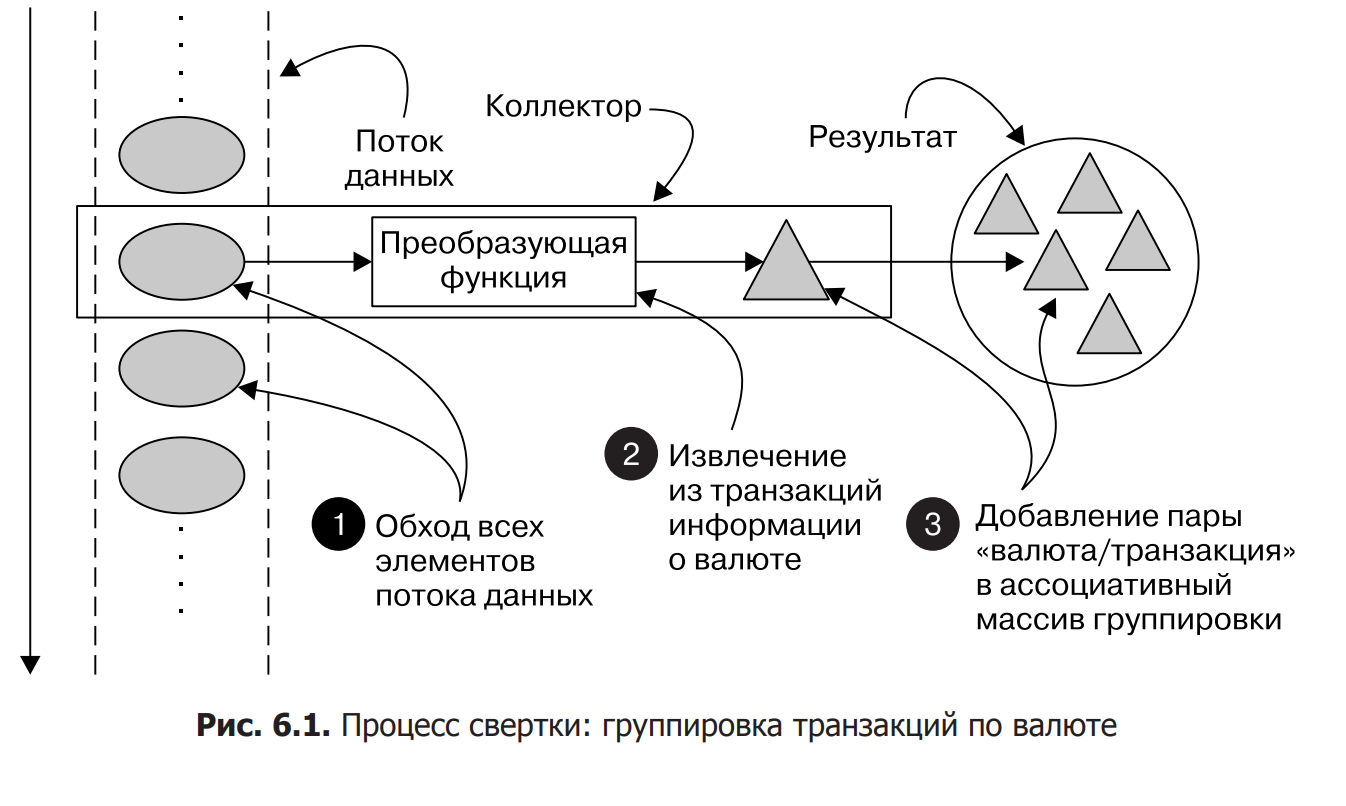 Поток
данных
Коллектор
Результат
Преобразующая
функция
1 Обход всех
элементов
потока данных
2 Извлечение
из транзакций
информации
о валюте
3 Добавление пары
«валюта/транзакция»
в ассоциативный
массив группировки
Рис. 6.1. Процесс свертки: группировка транзакций по валюте